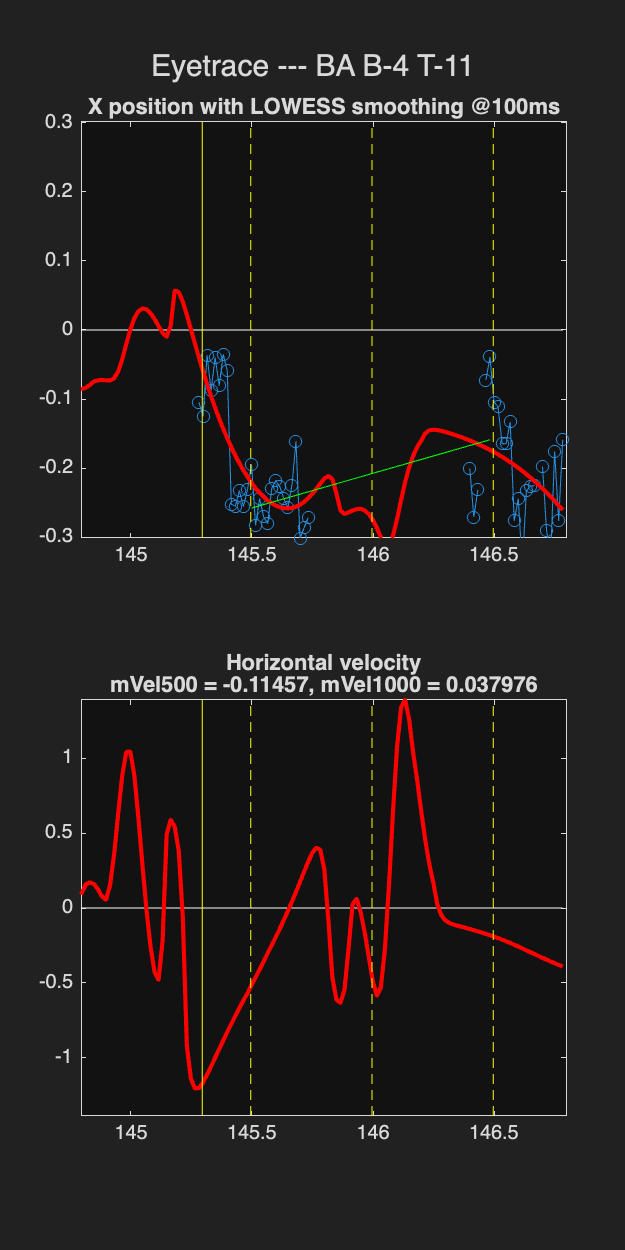 Eyetrace --- BA B-4 T-11
X position with LOWESS smoothing @100ms
0.3
0.2
0.1
0
-0.1
-0.2
-0.3
145 145.5 146 146.5
Horizontal velocity
mVel500 = -0.11457, mVel1000 = 0.037976
1
0.5
0
-0.5
-1
145 145.5 146 146.5